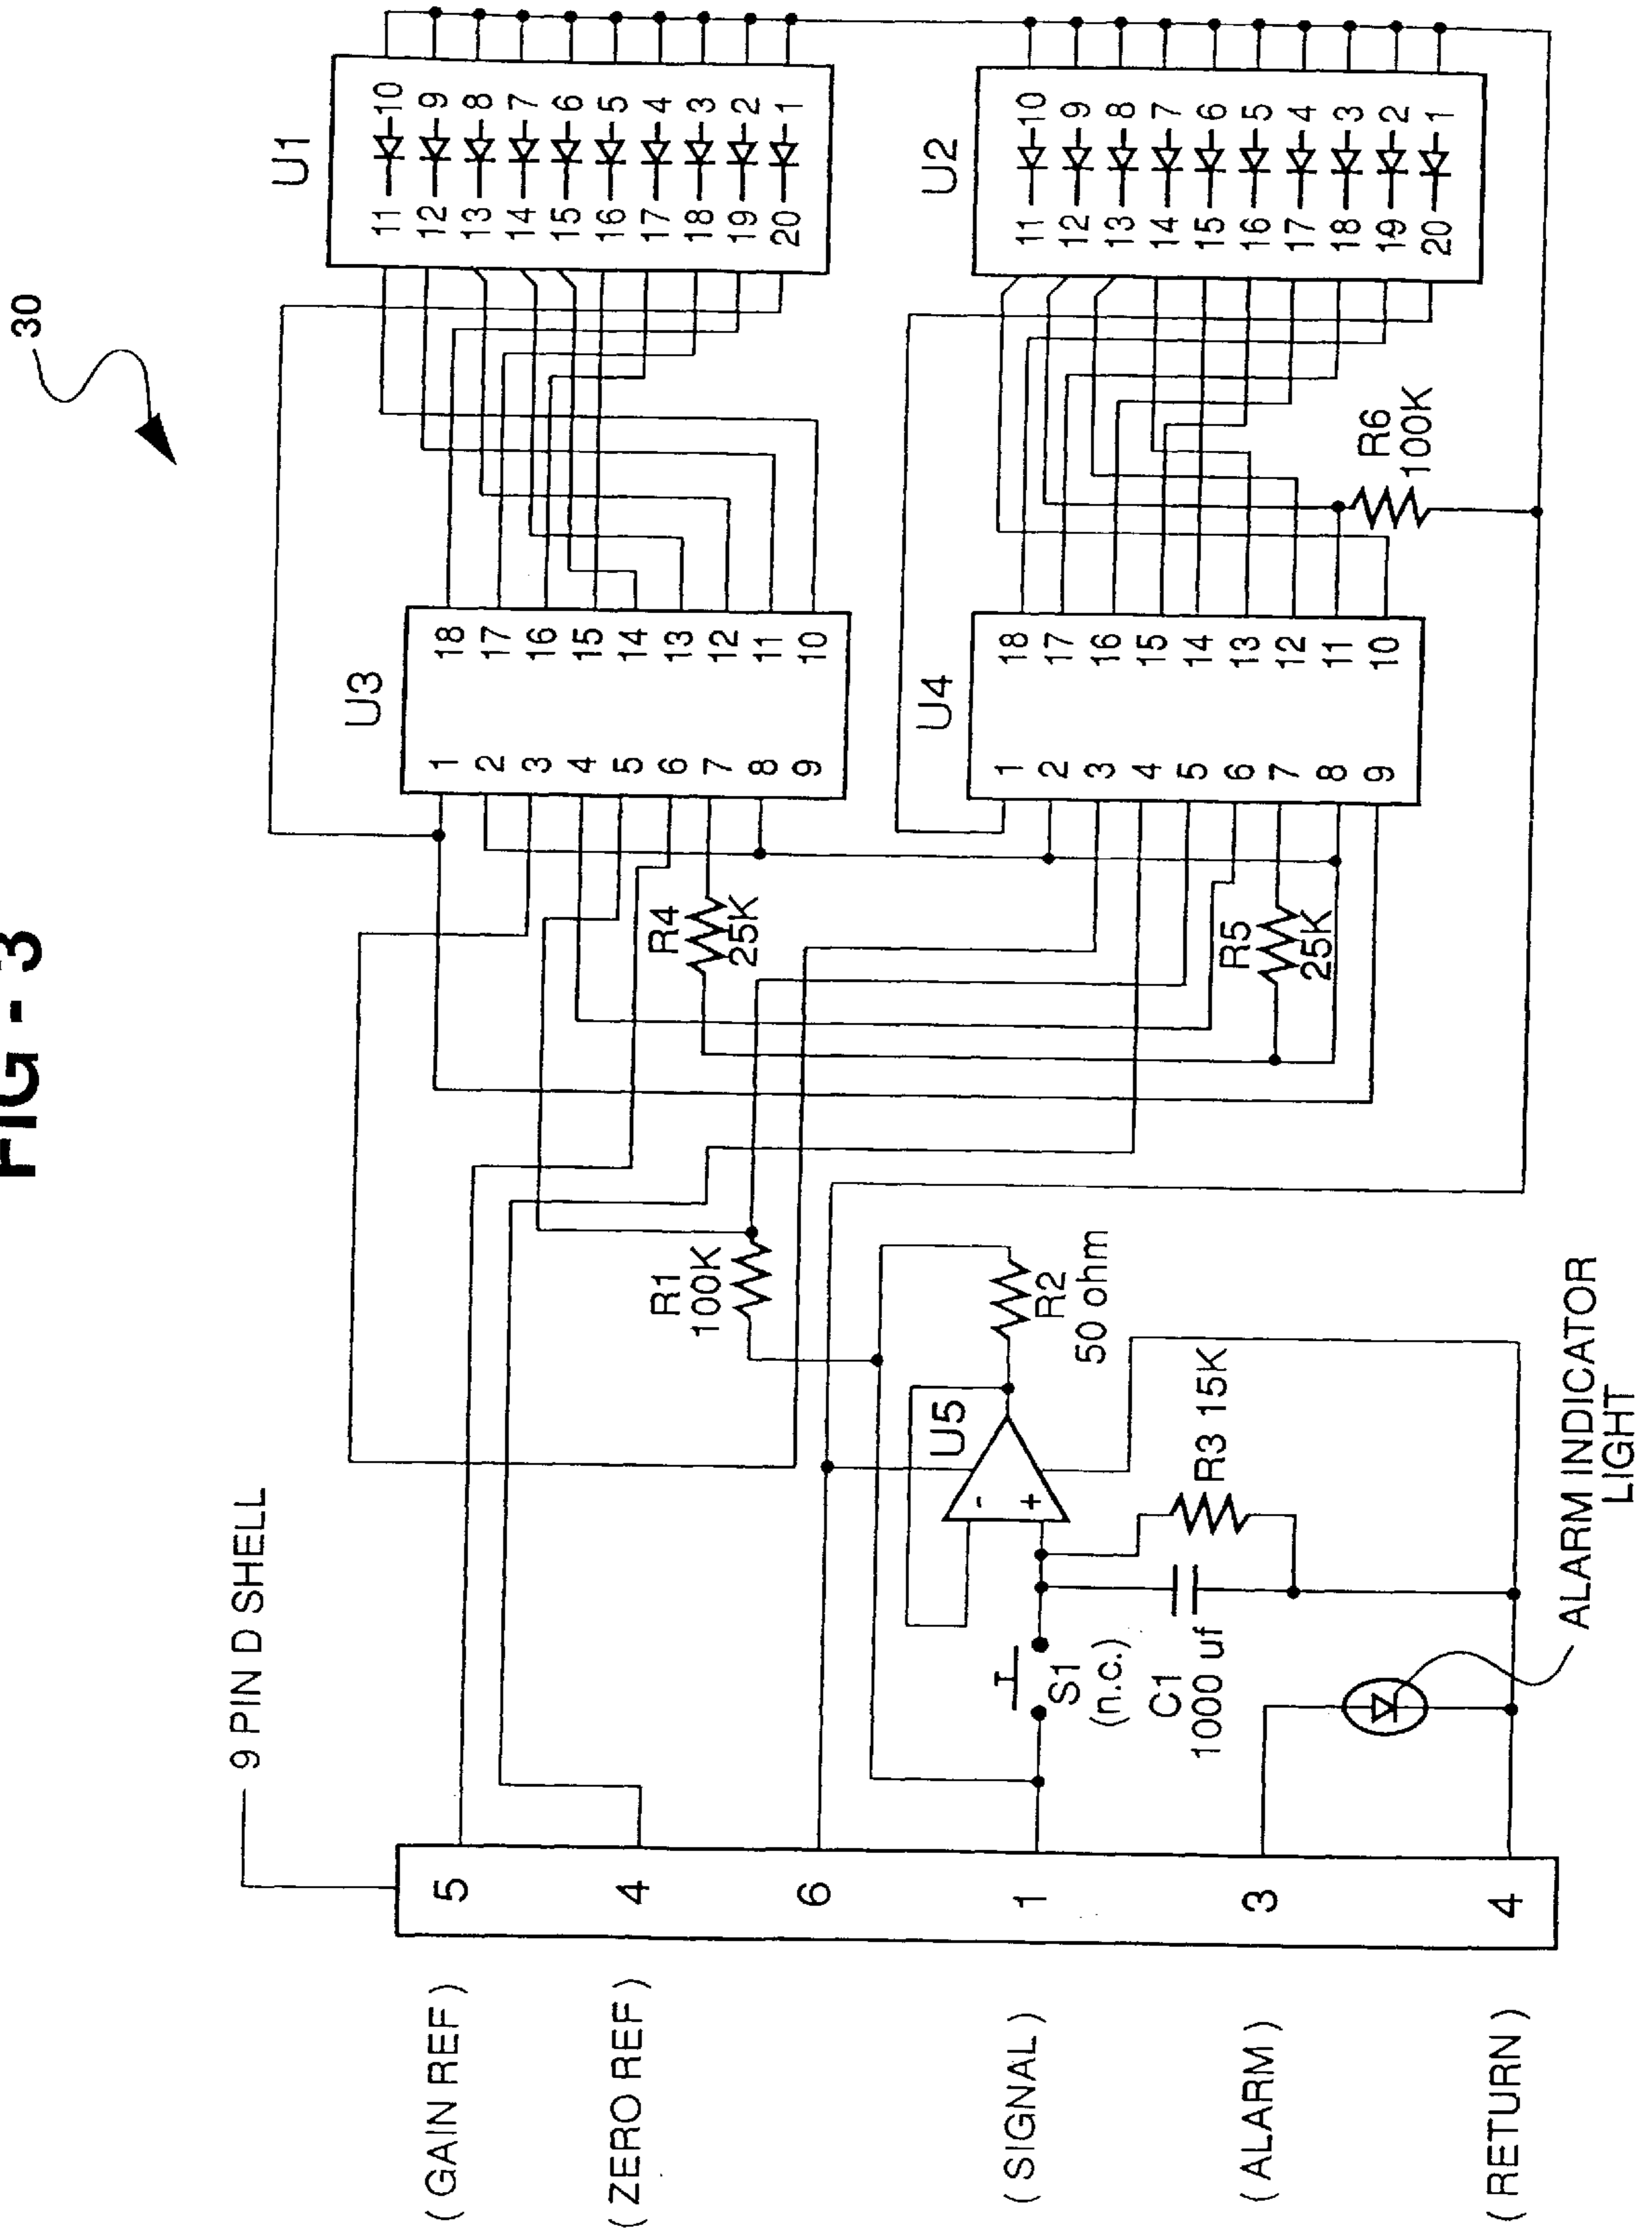 FIG - 3
30
9 PIN D SHELL
( GAIN REF )
( ZERO REF )
( SIGNAL )
( ALARM )
( RETURN )
5
4
6
1
3
4
U1
11 10
12 9
13 8
14 7
15 6
16 5
17 4
18 3
19 2
20 1
U2
11 10
12 9
13 8
14 7
15 6
16 5
17 4
18 3
19 2
20 1
U3
1 18
2 17
3 16
4 15
5 14
6 13
7 12
8 11
9 10
U4
1 18
2 17
3 16
4 15
5 14
6 13
7 12
8 11
9 10
R4
25K
R5
25K
R6
100K
R1
100K
U5
-
+
R2
50 ohm
R3 15K
S1
(n.c.)
C1
1000 uf
ALARM INDICATOR
LIGHT